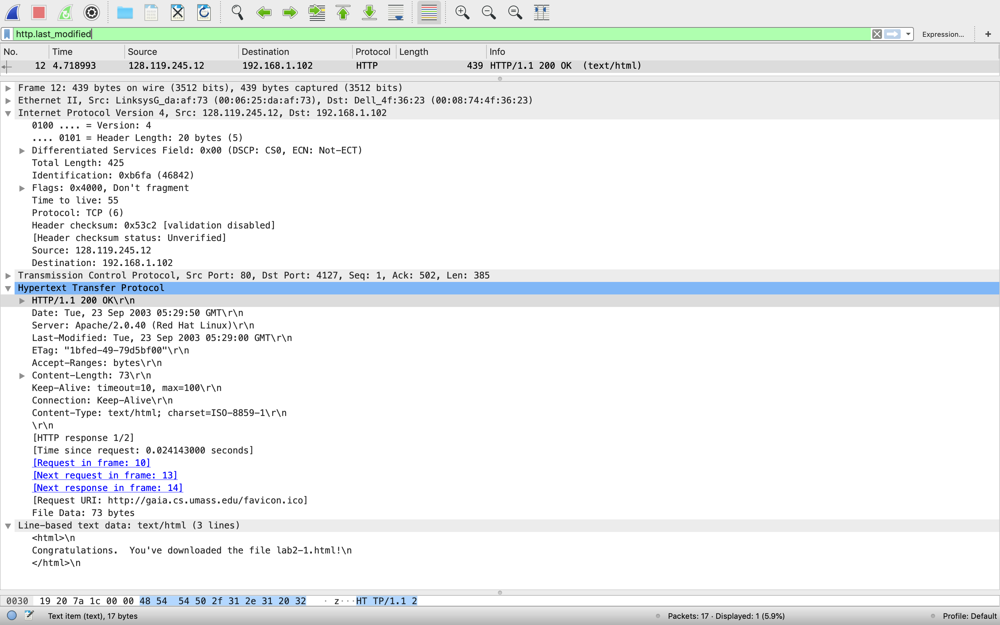 http.last_modified
Expression... +
No. Time Source Destination Protocol Length Info
12 4.718993 128.119.245.12 192.168.1.102 HTTP 439 HTTP/1.1 200 OK (text/html)
Frame 12: 439 bytes on wire (3512 bits), 439 bytes captured (3512 bits)
Ethernet II, Src: LinksysG_da:af:73 (00:06:25:da:af:73), Dst: Dell_4f:36:23 (00:08:74:4f:36:23)
Internet Protocol Version 4, Src: 128.119.245.12, Dst: 192.168.1.102
0100 .... = Version: 4
.... 0101 = Header Length: 20 bytes (5)
Differentiated Services Field: 0x00 (DSCP: CS0, ECN: Not-ECT)
Total Length: 425
Identification: 0xb6fa (46842)
Flags: 0x4000, Don't fragment
Time to live: 55
Protocol: TCP (6)
Header checksum: 0x53c2 [validation disabled]
[Header checksum status: Unverified]
Source: 128.119.245.12
Destination: 192.168.1.102
Transmission Control Protocol, Src Port: 80, Dst Port: 4127, Seq: 1, Ack: 502, Len: 385
Hypertext Transfer Protocol
HTTP/1.1 200 OK\r\n
Date: Tue, 23 Sep 2003 05:29:50 GMT\r\n
Server: Apache/2.0.40 (Red Hat Linux)\r\n
Last-Modified: Tue, 23 Sep 2003 05:29:00 GMT\r\n
ETag: "1bfed-49-79d5bf00"\r\n
Accept-Ranges: bytes\r\n
Content-Length: 73\r\n
Keep-Alive: timeout=10, max=100\r\n
Connection: Keep-Alive\r\n
Content-Type: text/html; charset=ISO-8859-1\r\n
\r\n
[HTTP response 1/2]
[Time since request: 0.024143000 seconds]
[Request in frame: 10]
[Next request in frame: 13]
[Next response in frame: 14]
[Request URI: http://gaia.cs.umass.edu/favicon.ico]
File Data: 73 bytes
Line-based text data: text/html (3 lines)
<html>\n
Congratulations.  You've downloaded the file lab2-1.html!\n
</html>\n
0030 19 20 7a 1c 00 00 48 54 54 50 2f 31 2e 31 20 32 · z···HT TP/1.1 2
Text item (text), 17 bytes Packets: 17 · Displayed: 1 (5.9%) Profile: Default